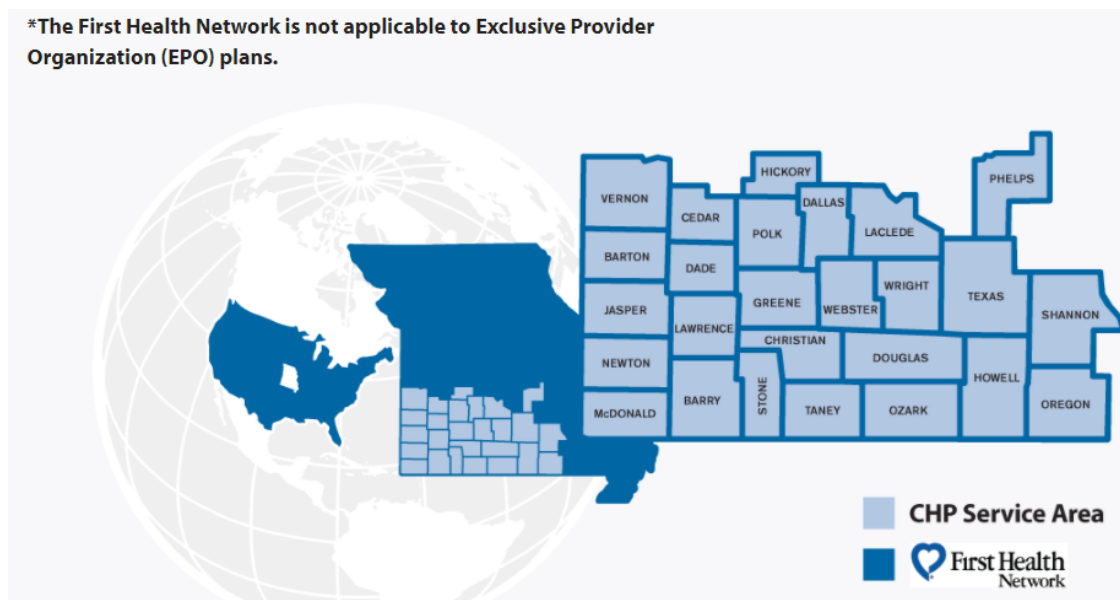 *The First Health Network is not applicable to Exclusive Provider
Organization (EPO) plans.
HICKORY
PHELPS
VERNON
CEDAR
DALLAS
POLK
LACLEDE
BARTON
DADE
WRIGHT
TEXAS
JASPER
GREENE
WEBSTER
SHANNON
LAWRENCE
CHRISTIAN
NEWTON
DOUGLAS
HOWELL
McDONALD
BARRY
STONE
TANEY
OZARK
OREGON
CHP Service Area
First Health
Network